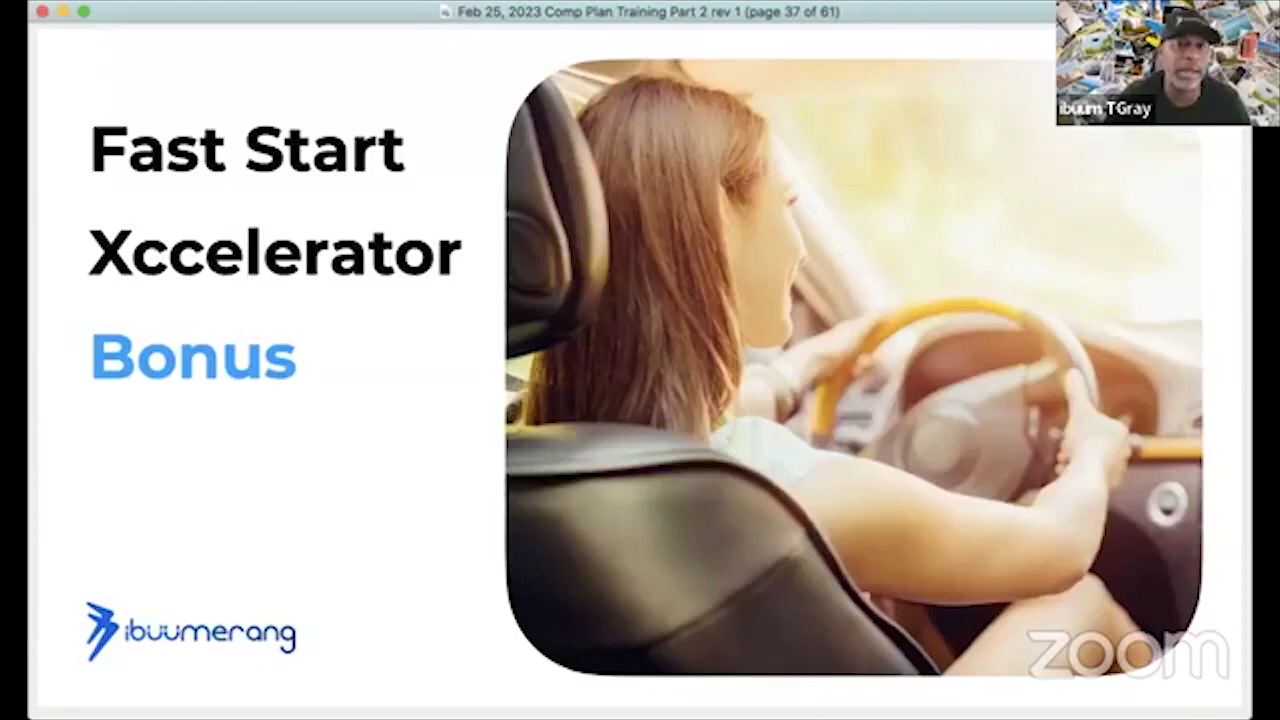 Feb 25, 2023 Comp Plan Training Part 2 rev 1 (page 37 of 61)
ibuum TGray
Fast Start
Xccelerator
Bonus
ibuumerang
zoom